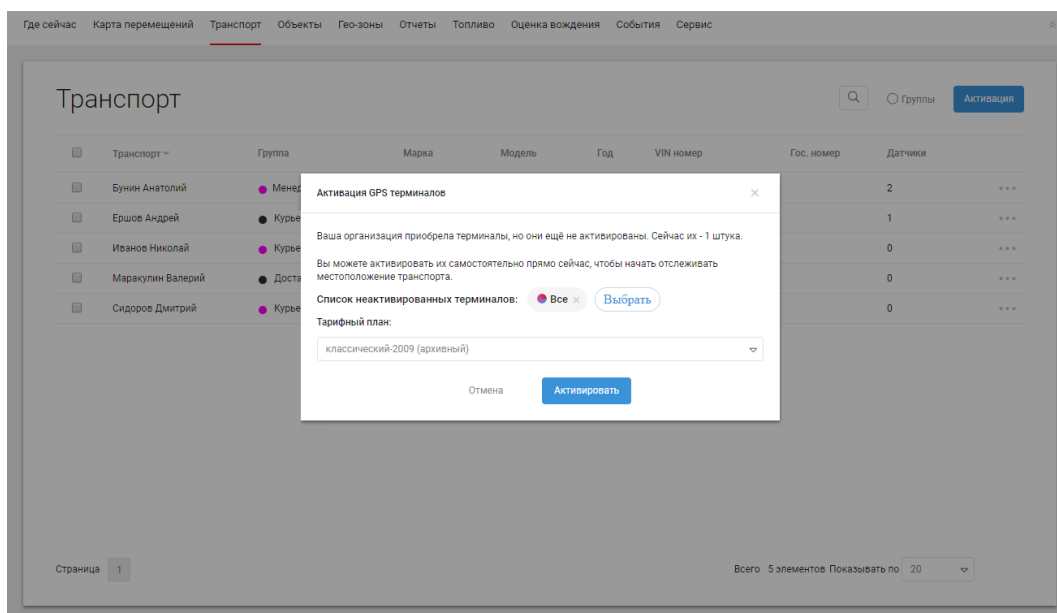 Где сейчас Карта перемещений Транспорт Объекты Гео-зоны Отчеты Топливо Оценка вождения События Сервис
Транспорт
Группы Активация
Транспорт Группа Марка Модель Год VIN номер Гос. номер Датчики
Бунин Анатолий 2
Ершов Андрей 1
Иванов Николай 0
Маракулин Валерий 0
Сидоров Дмитрий 0
Активация GPS терминалов
Ваша организация приобрела терминалы, но они ещё не активированы. Сейчас их - 1 штука.
Вы можете активировать их самостоятельно прямо сейчас, чтобы начать отслеживать
местоположение транспорта.
Список неактивированных терминалов: Все × Выбрать
Тарифный план:
классический-2009 (архивный)
Отмена Активировать
Страница 1 Всего 5 элементов Показывать по 20